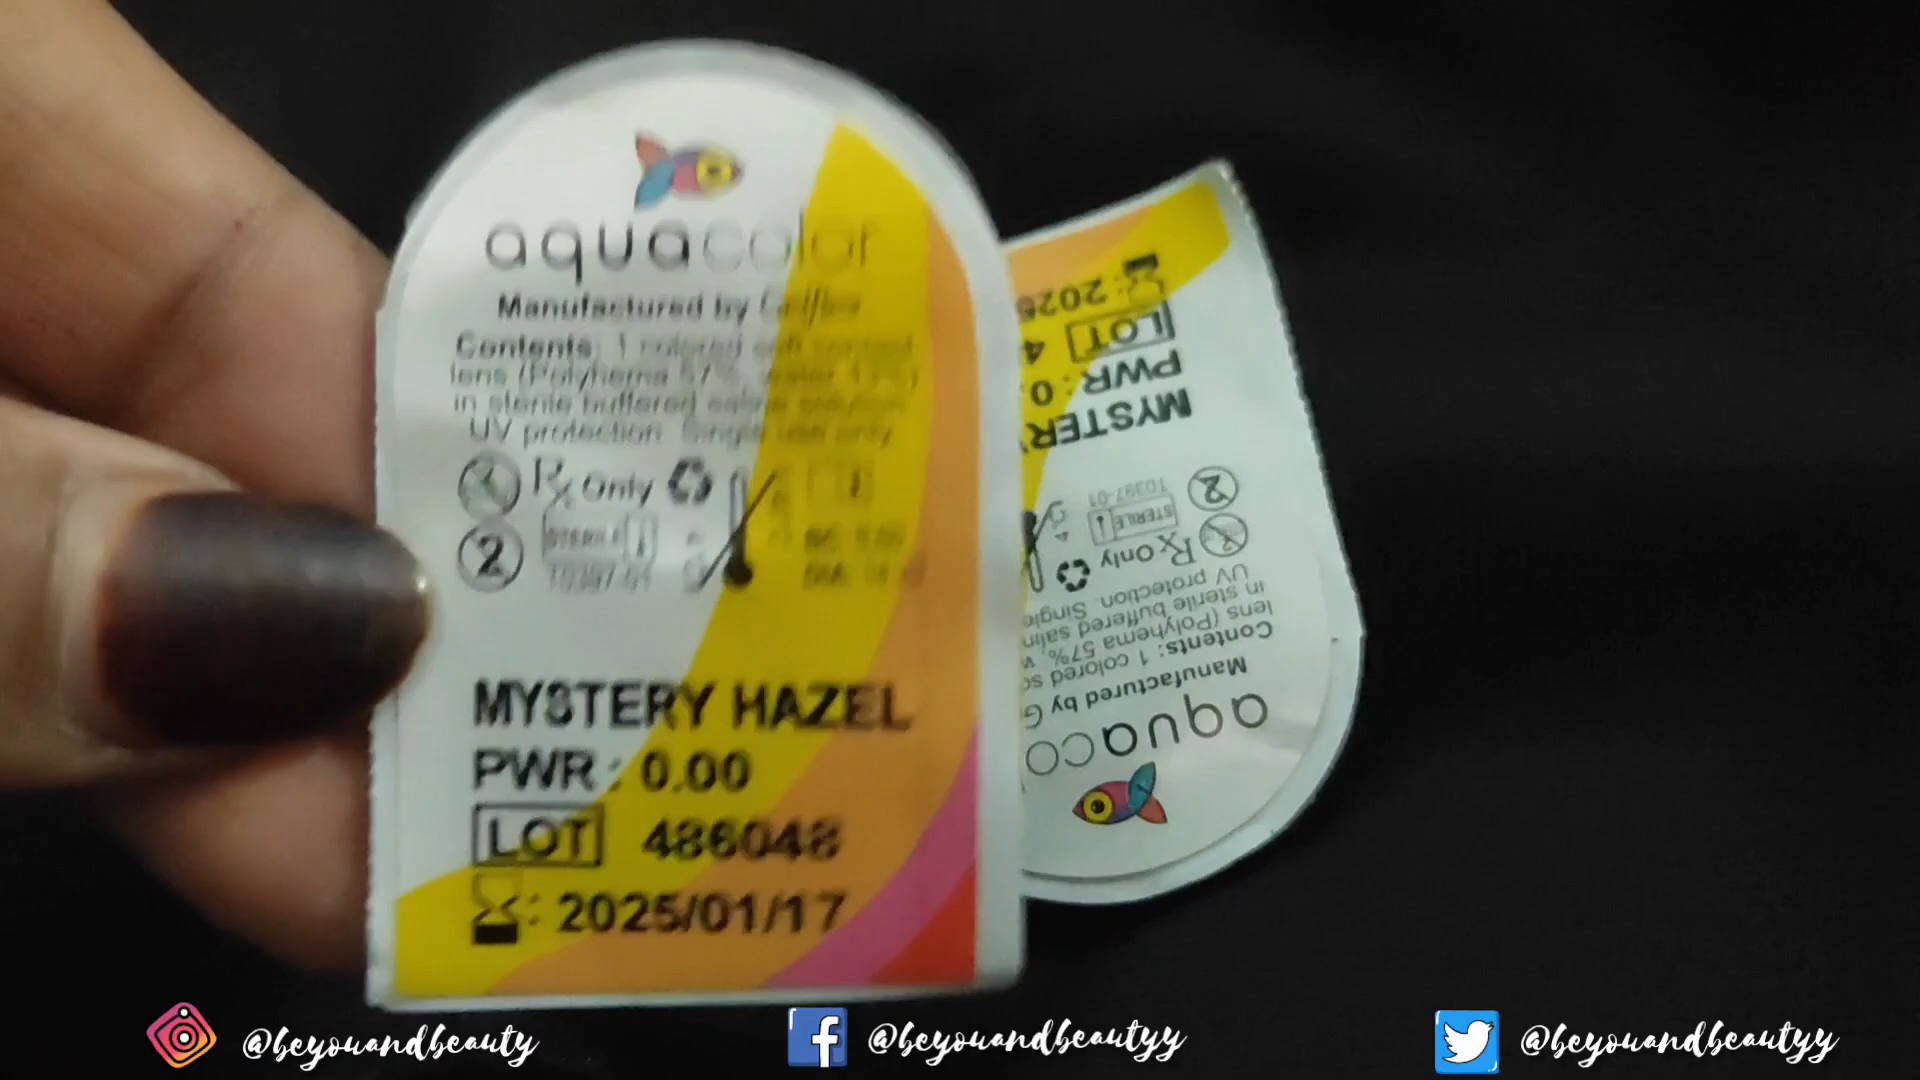 aquacolor
Manufactured by
Contents: 1 colored soft contact
lens (Polyhema 57%, water 43%)
in sterile buffered saline solution.
UV protection. Single use only
Rx Only
2
STERILE
T0397-01
MYSTERY HAZEL
PWR : 0.00
LOT 486048
: 2025/01/17
aquaco
Manufactured by G
Contents: 1 colored
lens (Polyhema 57%,
in sterile buffered
UV protection. Single
Rx Only
2
STERILE
T0397-01
MYSTERY
PWR : 0.
LOT 4
@beyouandbeauty
@beyouandbeautyy
@beyouandbeautyy